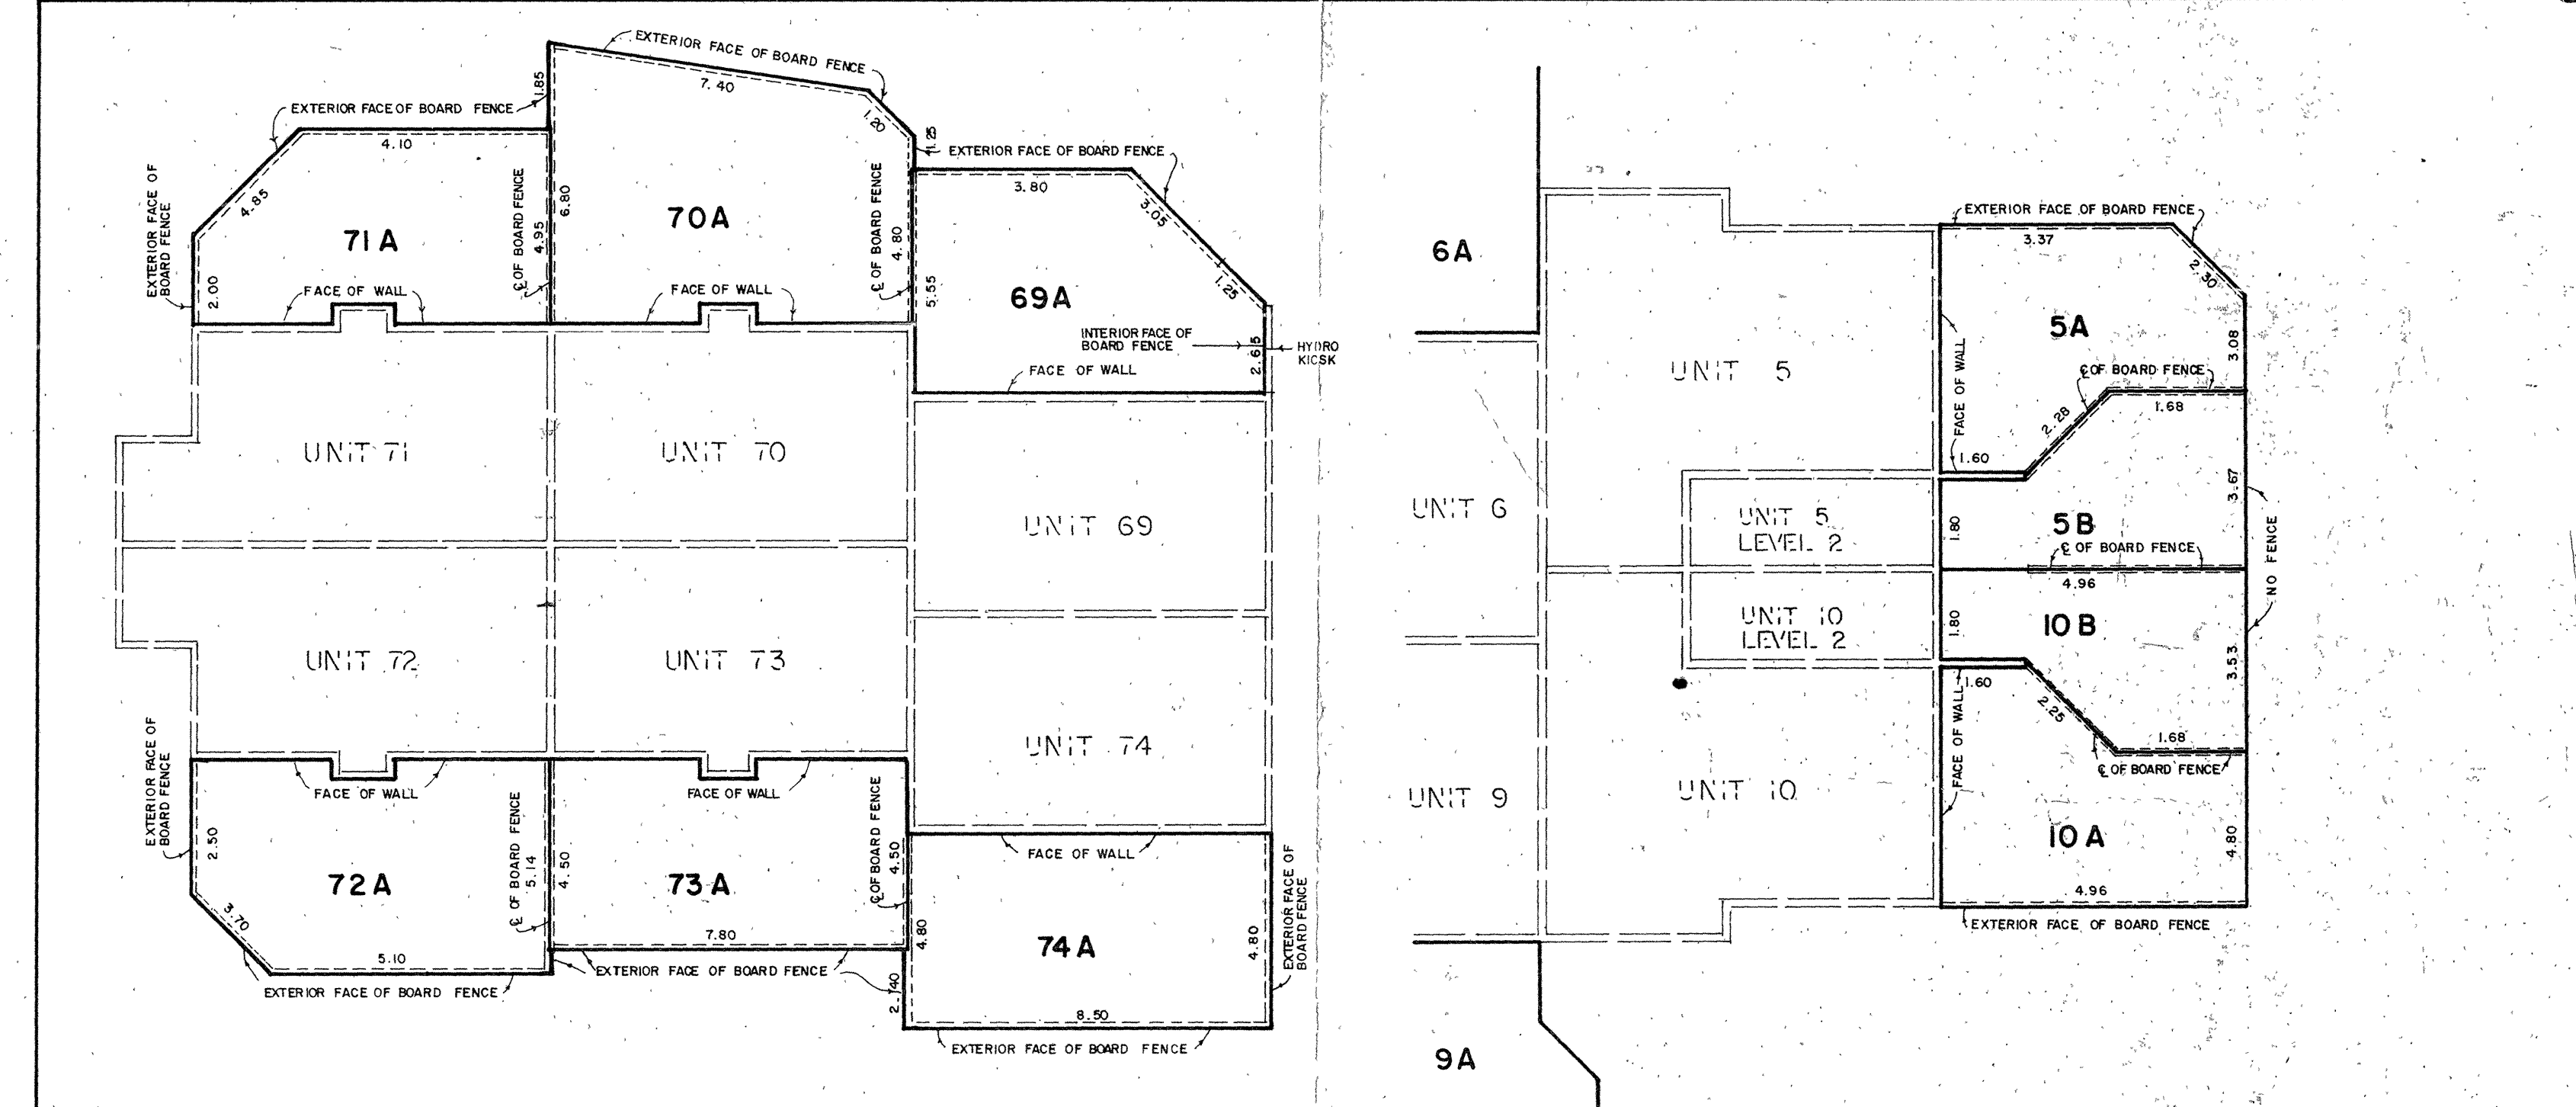 EXTERIOR FACE OF BOARD FENCE
7.40
1.85
1.20
1.25
EXTERIOR FACE OF BOARD FENCE
4.10
4.85
EXTERIOR FACE OF
BOARD FENCE
2.00
71A
℄ OF BOARD FENCE
4.95
6.80
70A
℄ OF BOARD FENCE
4.80
5.55
EXTERIOR FACE OF BOARD FENCE
3.80
3.05
1.25
69A
INTERIOR FACE OF
BOARD FENCE
2.65
HYDRO
KIOSK
FACE OF WALL
FACE OF WALL
FACE OF WALL
UNIT 71
UNIT 70
UNIT 69
UNIT 72
UNIT 73
UNIT 74
EXTERIOR FACE OF
BOARD FENCE
2.50
3.70
FACE OF WALL
72A
5.10
EXTERIOR FACE OF BOARD FENCE
℄ OF BOARD FENCE
5.14
4.50
FACE OF WALL
73A
7.80
EXTERIOR FACE OF BOARD FENCE
℄ OF BOARD FENCE
4.50
4.80
2.40
FACE OF WALL
74A
4.80
EXTERIOR FACE OF
BOARD FENCE
8.50
EXTERIOR FACE OF BOARD FENCE
6A
UNIT 6
UNIT 9
9A
UNIT 5
UNIT 5
LEVEL 2
UNIT 10
LEVEL 2
UNIT 10
EXTERIOR FACE OF BOARD FENCE
3.37
2.30
5A
3.08
FACE OF WALL
℄ OF BOARD FENCE
1.68
2.28
1.60
3.67
1.80
5B
℄ OF BOARD FENCE
4.96
NO FENCE
1.80
10B
3.53
1.60
2.25
1.68
℄ OF BOARD FENCE
FACE OF WALL
10A
4.80
4.96
EXTERIOR FACE OF BOARD FENCE